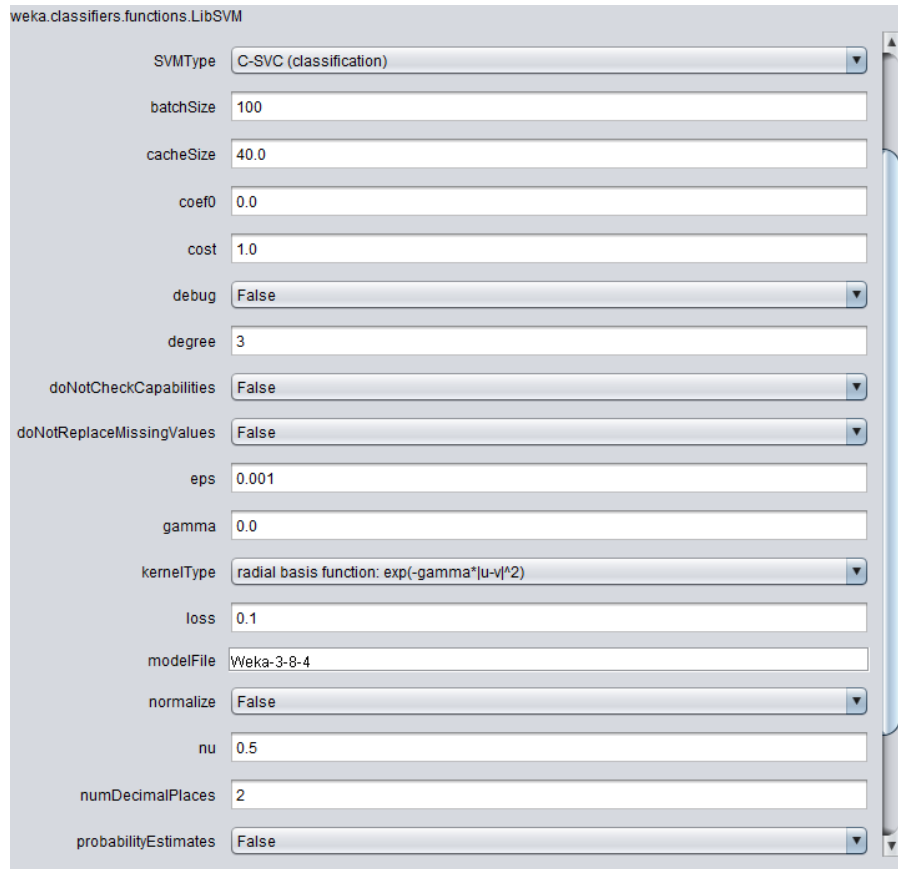 weka.classifiers.functions.LibSVM
SVMType C-SVC (classification)
batchSize 100
cacheSize 40.0
coef0 0.0
cost 1.0
debug False
degree 3
doNotCheckCapabilities False
doNotReplaceMissingValues False
eps 0.001
gamma 0.0
kernelType radial basis function: exp(-gamma*|u-v|^2)
loss 0.1
modelFile Weka-3-8-4
normalize False
nu 0.5
numDecimalPlaces 2
probabilityEstimates False